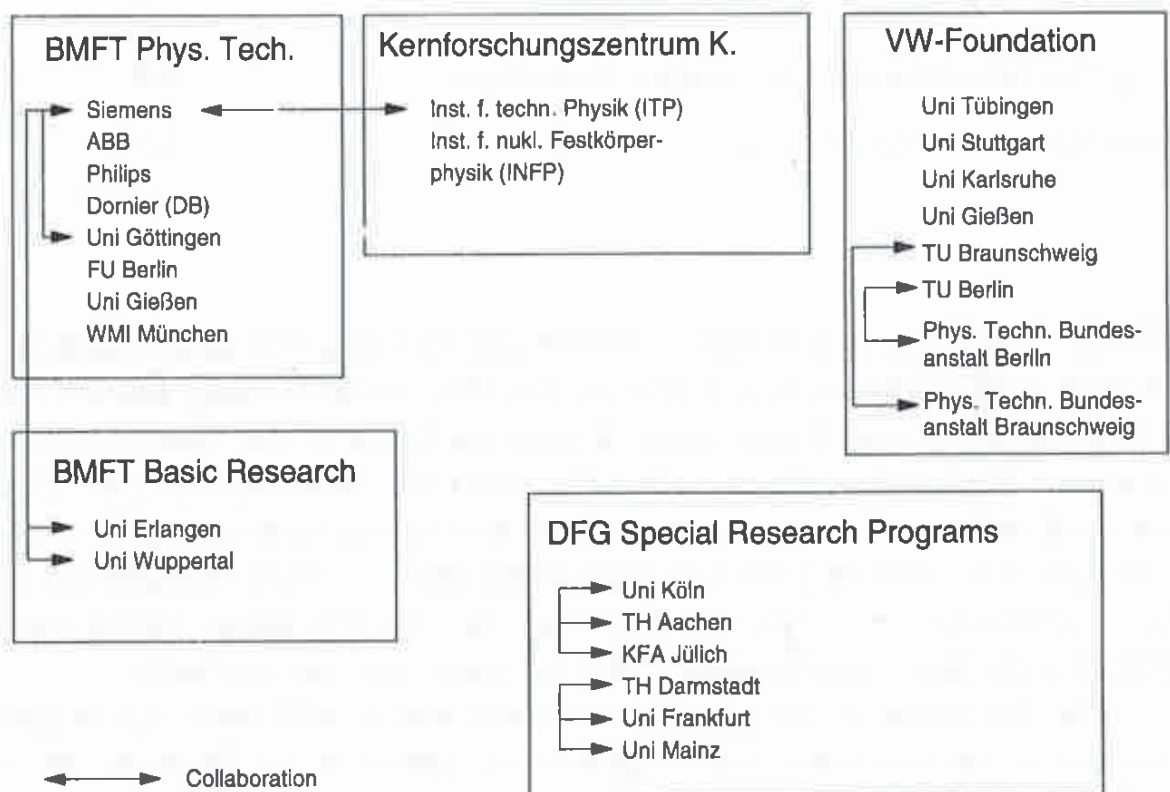 BMFT Phys. Tech.
Siemens
ABB
Philips
Dornier (DB)
Uni Göttingen
FU Berlin
Uni Gießen
WMI München
Kernforschungszentrum K.
Inst. f. techn. Physik (ITP)
Inst. f. nukl. Festkörper-
physik (INFP)
VW-Foundation
Uni Tübingen
Uni Stuttgart
Uni Karlsruhe
Uni Gießen
TU Braunschweig
TU Berlin
Phys. Techn. Bundes-
anstalt Berlin
Phys. Techn. Bundes-
anstalt Braunschweig
BMFT Basic Research
Uni Erlangen
Uni Wuppertal
DFG Special Research Programs
Uni Köln
TH Aachen
KFA Jülich
TH Darmstadt
Uni Frankfurt
Uni Mainz
Collaboration